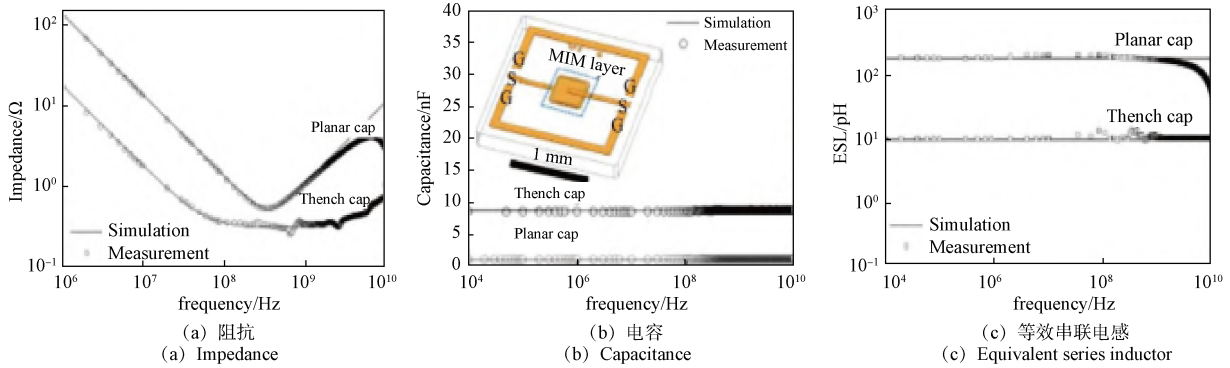 Impedance/Ω
10²
10¹
10⁰
10⁻¹
Planar cap
Thench cap
Simulation
Measurement
10⁶
10⁷
10⁸
10⁹
10¹⁰
frequency/Hz
(a) 阻抗
(a) Impedance
Capacitance/nF
40
35
30
25
20
15
10
5
0
Simulation
Measurement
MIM layer
G
S
G
G
S
G
1 mm
Thench cap
Planar cap
10⁴
10⁶
10⁸
10¹⁰
frequency/Hz
(b) 电容
(b) Capacitance
ESL/pH
10³
10²
10¹
10⁰
10⁻¹
Planar cap
Thench cap
Simulation
Measurement
10⁴
10⁶
10⁸
10¹⁰
frequency/Hz
(c) 等效串联电感
(c) Equivalent series inductor